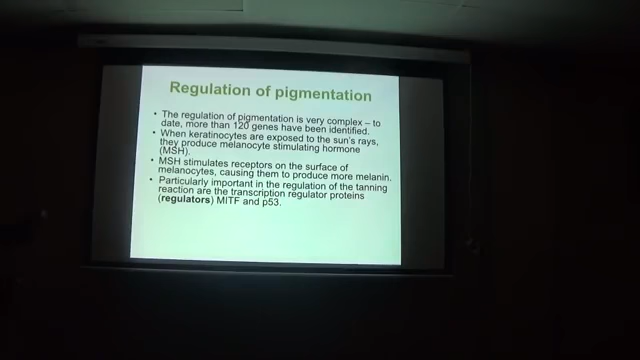 Regulation of pigmentation
• The regulation of pigmentation is very complex – to
date, more than 120 genes have been identified.
• When keratinocytes are exposed to the sun's rays,
they produce melanocyte stimulating hormone
(MSH).
• MSH stimulates receptors on the surface of
melanocytes, causing them to produce more melanin.
• Particularly important in the regulation of the tanning
reaction are the transcription regulator proteins
(regulators) MITF and p53.